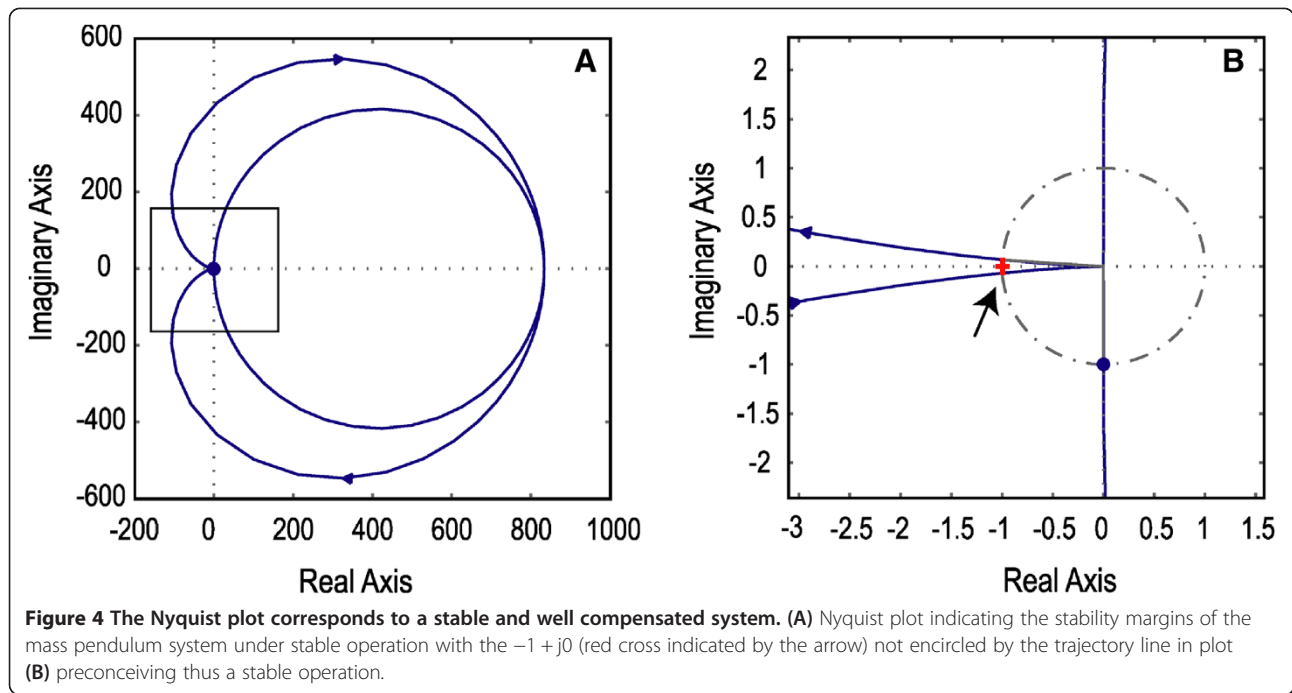 A
600
400
200
0
-200
-400
-600
-200 0 200 400 600 800 1000
Imaginary Axis
Real Axis
B
2
1.5
1
0.5
0
-0.5
-1
-1.5
-2
-3 -2.5 -2 -1.5 -1 -0.5 0 0.5 1 1.5
Imaginary Axis
Real Axis
Figure 4 The Nyquist plot corresponds to a stable and well compensated system. (A) Nyquist plot indicating the stability margins of the
mass pendulum system under stable operation with the −1 + j0 (red cross indicated by the arrow) not encircled by the trajectory line in plot
(B) preconceiving thus a stable operation.